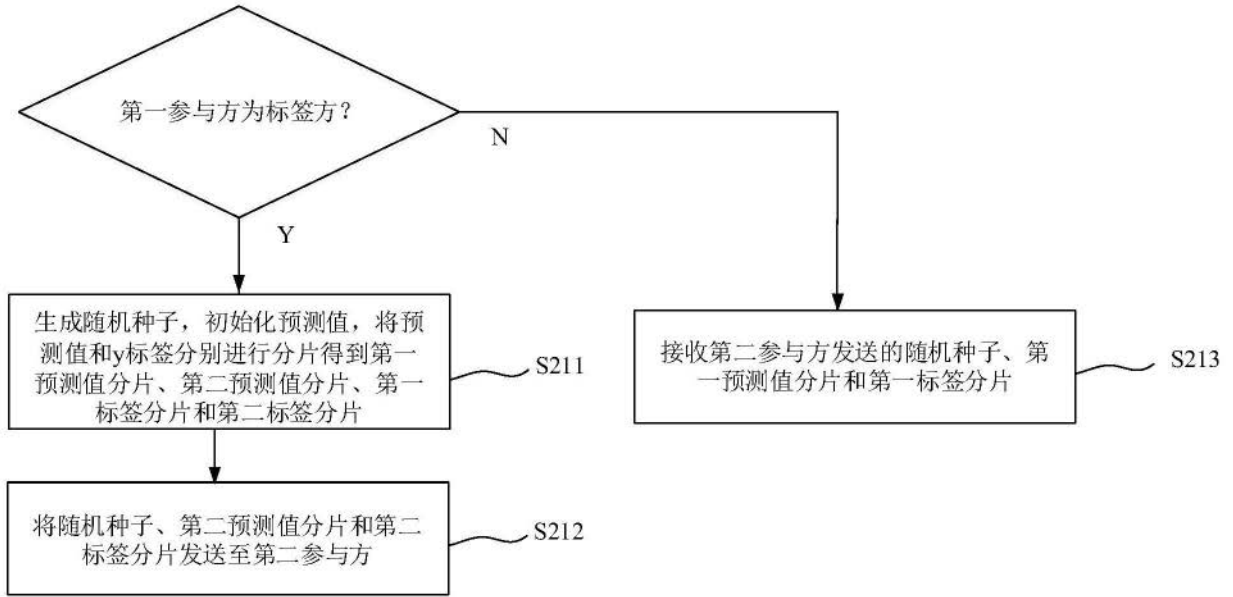 第一参与方为标签方?
N
Y
生成随机种子，初始化预测值，将预
测值和y标签分别进行分片得到第一
预测值分片、第二预测值分片、第一
标签分片和第二标签分片
S211
接收第二参与方发送的随机种子、第
一预测值分片和第一标签分片
S213
将随机种子、第二预测值分片和第二
标签分片发送至第二参与方
S212